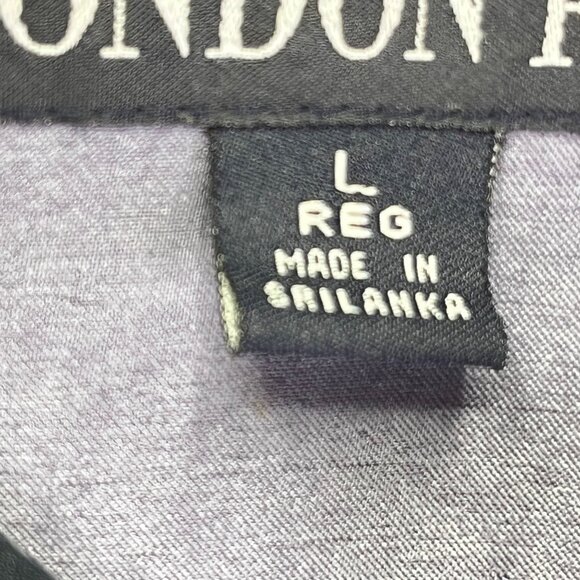 ONDON F
L
REG
MADE IN
SRILANKA